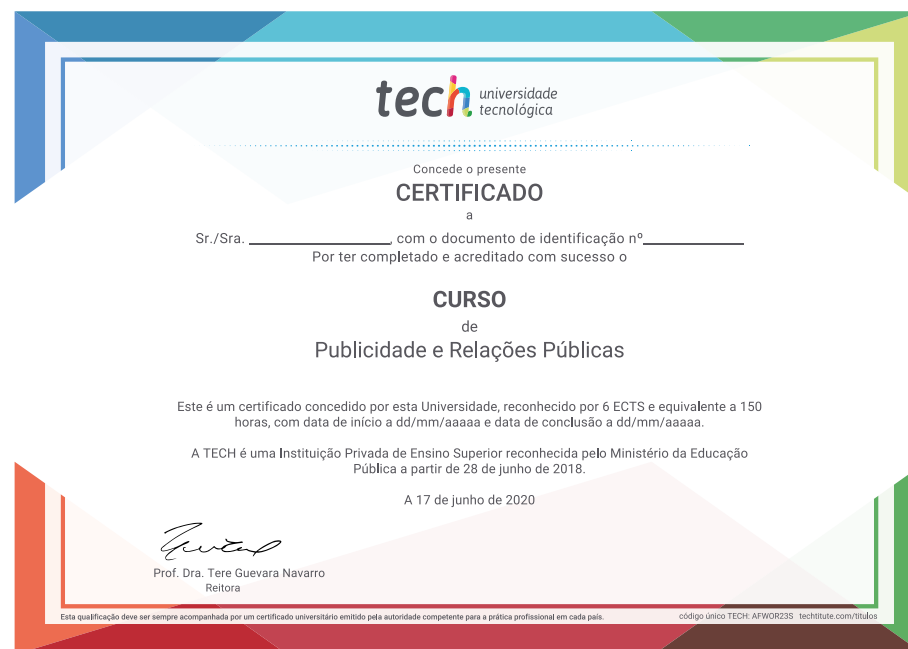 tech universidade
tecnológica
Concede o presente
CERTIFICADO
a
Sr./Sra. ____________________, com o documento de identificação nº______________
Por ter completado e acreditado com sucesso o
CURSO
de
Publicidade e Relações Públicas
Este é um certificado concedido por esta Universidade, reconhecido por 6 ECTS e equivalente a 150
horas, com data de início a dd/mm/aaaaa e data de conclusão a dd/mm/aaaaa.
A TECH é uma Instituição Privada de Ensino Superior reconhecida pelo Ministério da Educação
Pública a partir de 28 de junho de 2018.
A 17 de junho de 2020
Prof. Dra. Tere Guevara Navarro
Reitora
Esta qualificação deve ser sempre acompanhada por um certificado universitário emitido pela autoridade competente para a prática profissional em cada país.
código único TECH: AFWOR23S techtitute.com/titulos